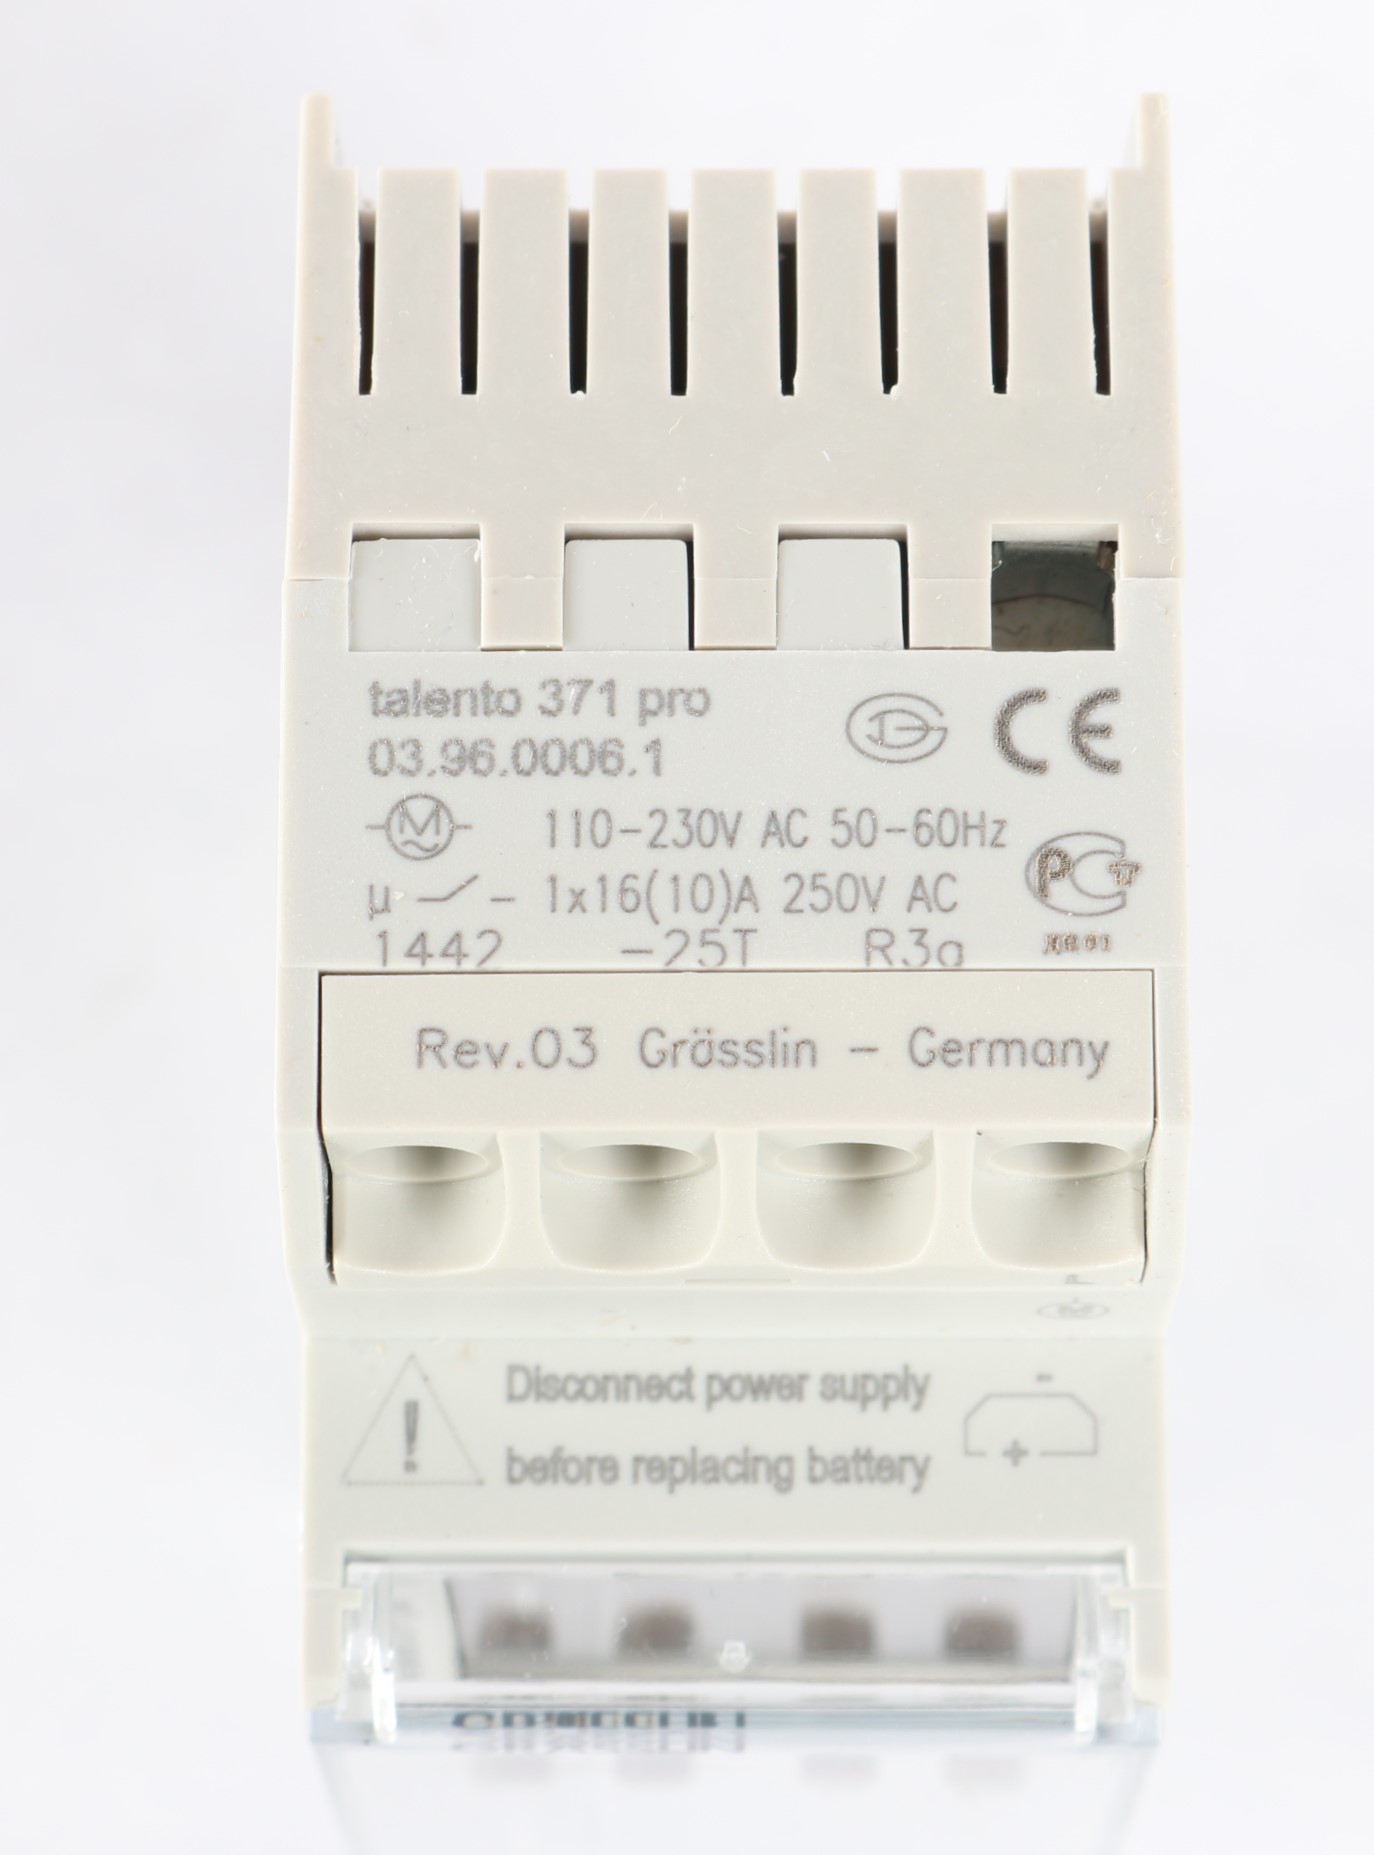 talento 371 pro
03.96.0006.1
CE
M
110-230V AC 50-60Hz
µ - 1x16(10)A 250V AC
1442 -25T R3a
Rev.03 Grässlin - Germany
Disconnect power supply
before replacing battery
- 
+